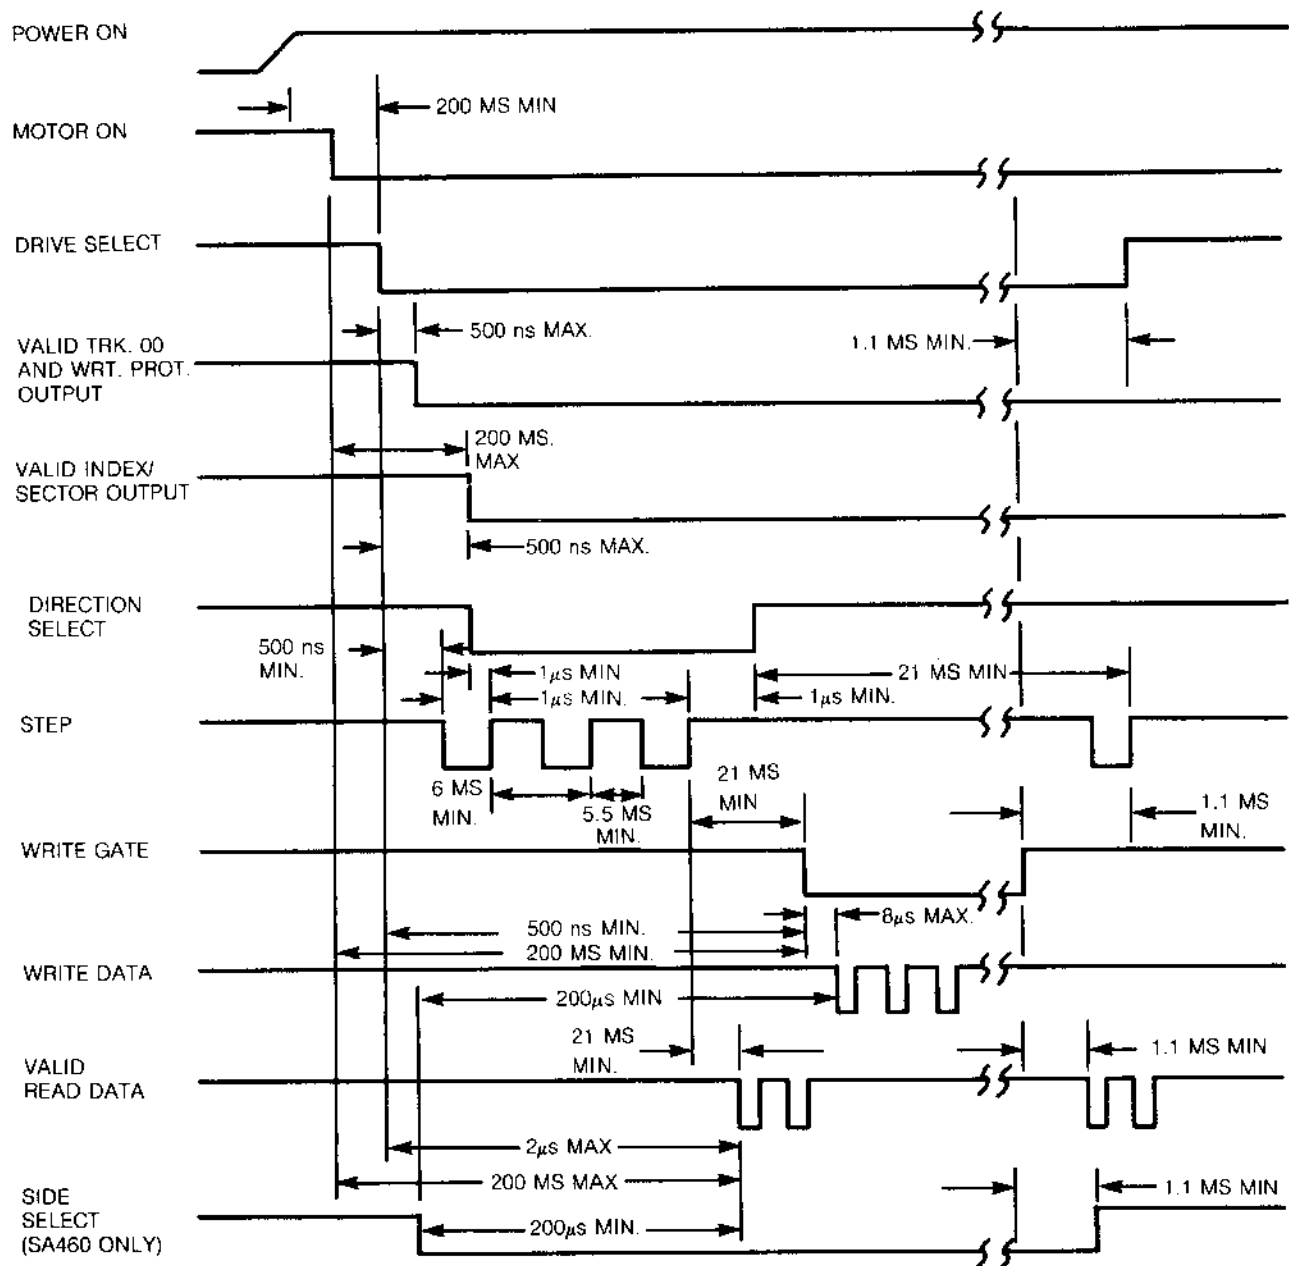 POWER ON
200 MS MIN
MOTOR ON
DRIVE SELECT
500 ns MAX.
1.1 MS MIN.
VALID TRK. 00
AND WRT. PROT.
OUTPUT
200 MS.
MAX
VALID INDEX/
SECTOR OUTPUT
500 ns MAX.
DIRECTION
SELECT
500 ns
MIN.
1μs MIN
21 MS MIN
1μs MIN.
1μs MIN.
STEP
6 MS
MIN.
5.5 MS
MIN.
21 MS
MIN
1.1 MS
MIN.
WRITE GATE
8μs MAX.
500 ns MIN.
200 MS MIN.
WRITE DATA
200μs MIN
21 MS
MIN.
1.1 MS MIN
VALID
READ DATA
2μs MAX
200 MS MAX
1.1 MS MIN
SIDE
SELECT
(SA460 ONLY)
200μs MIN.